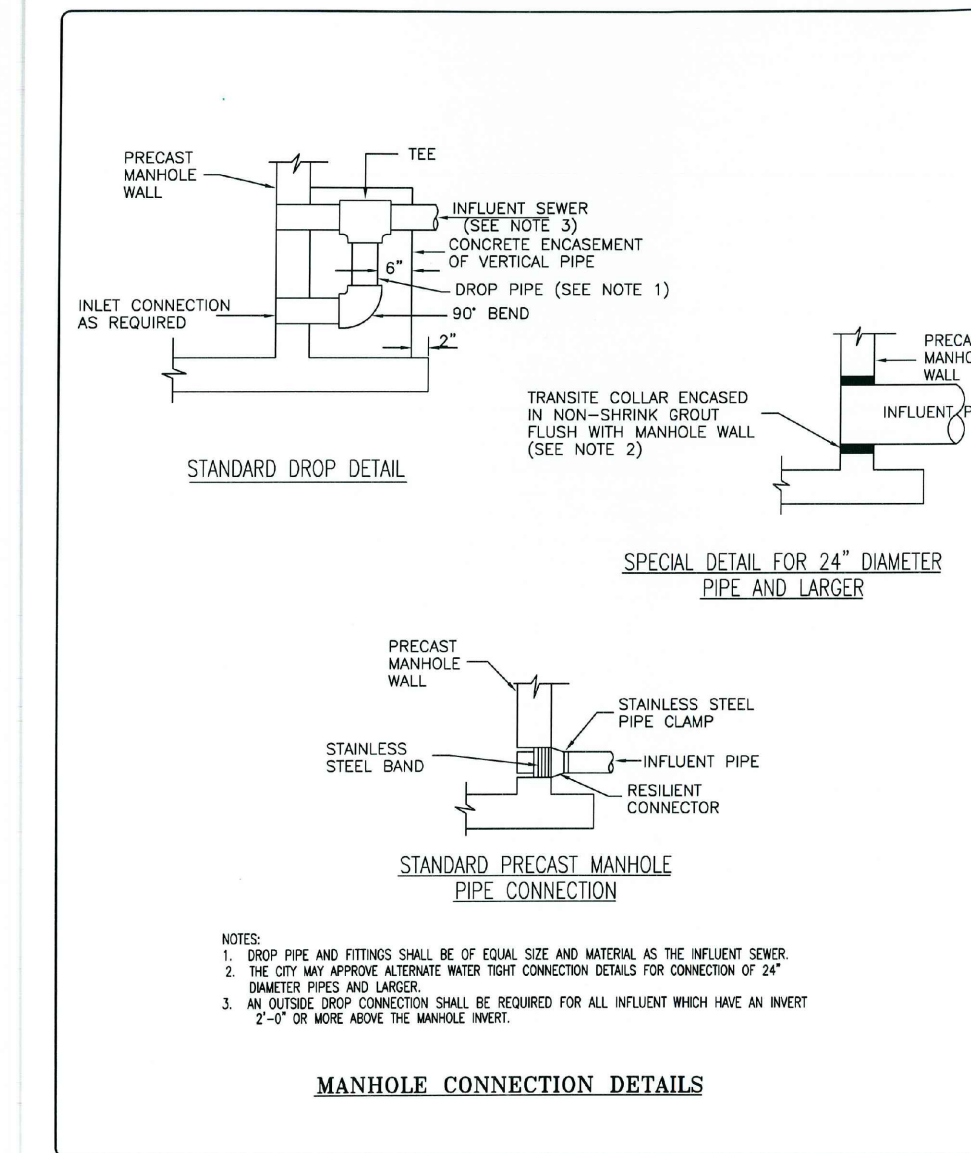 PRECAST
MANHOLE
WALL
TEE
INFLUENT SEWER
(SEE NOTE 3)
CONCRETE ENCASEMENT
OF VERTICAL PIPE
6"
DROP PIPE (SEE NOTE 1)
INLET CONNECTION
AS REQUIRED
90° BEND
2"
STANDARD DROP DETAIL
PRECA
MANHO
WALL
TRANSITE COLLAR ENCASED
IN NON-SHRINK GROUT
FLUSH WITH MANHOLE WALL
(SEE NOTE 2)
INFLUENT P
SPECIAL DETAIL FOR 24" DIAMETER
PIPE AND LARGER
PRECAST
MANHOLE
WALL
STAINLESS STEEL
PIPE CLAMP
STAINLESS
STEEL BAND
INFLUENT PIPE
RESILIENT
CONNECTOR
STANDARD PRECAST MANHOLE
PIPE CONNECTION
NOTES:
1. DROP PIPE AND FITTINGS SHALL BE OF EQUAL SIZE AND MATERIAL AS THE INFLUENT SEWER.
2. THE CITY MAY APPROVE ALTERNATE WATER TIGHT CONNECTION DETAILS FOR CONNECTION OF 24"
DIAMETER PIPES AND LARGER.
3. AN OUTSIDE DROP CONNECTION SHALL BE REQUIRED FOR ALL INFLUENT WHICH HAVE AN INVERT
2'-0" OR MORE ABOVE THE MANHOLE INVERT.
MANHOLE CONNECTION DETAILS